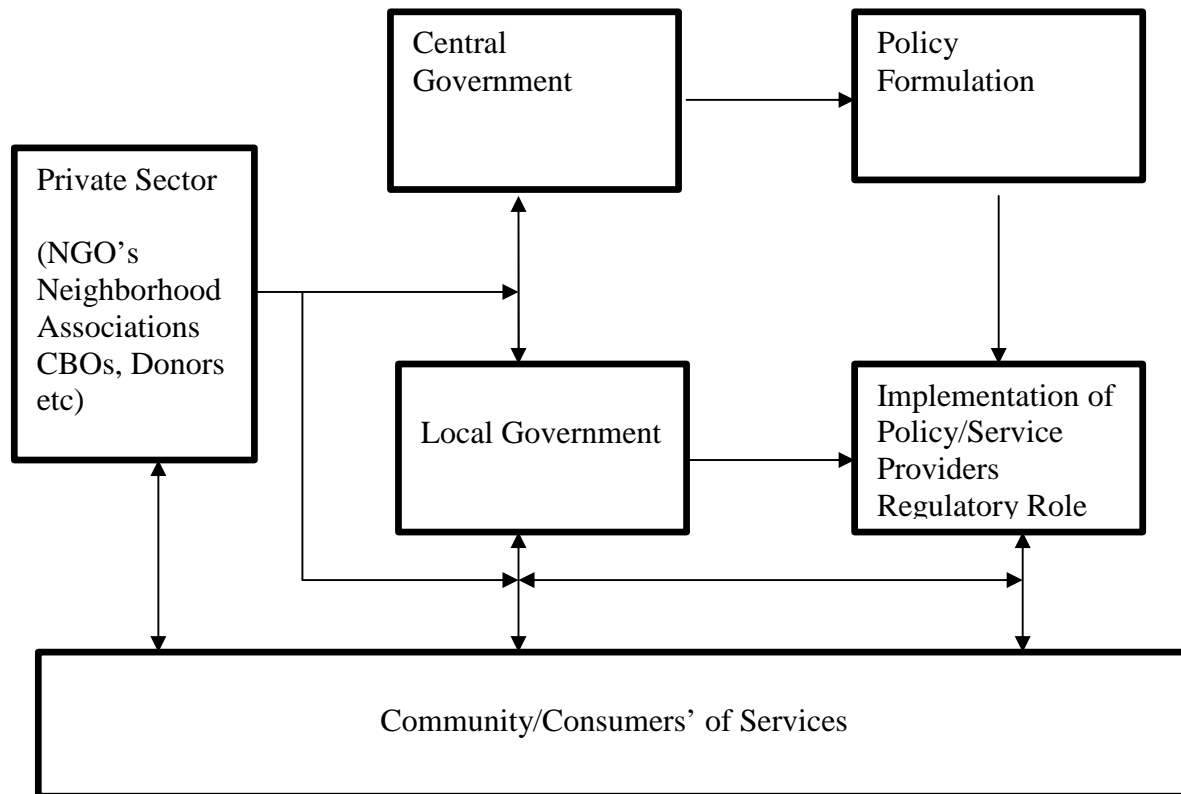 Central
Government
Policy
Formulation
Private Sector
(NGO’s
Neighborhood
Associations
CBOs, Donors
etc)
Local Government
Implementation of
Policy/Service
Providers
Regulatory Role
Community/Consumers’ of Services